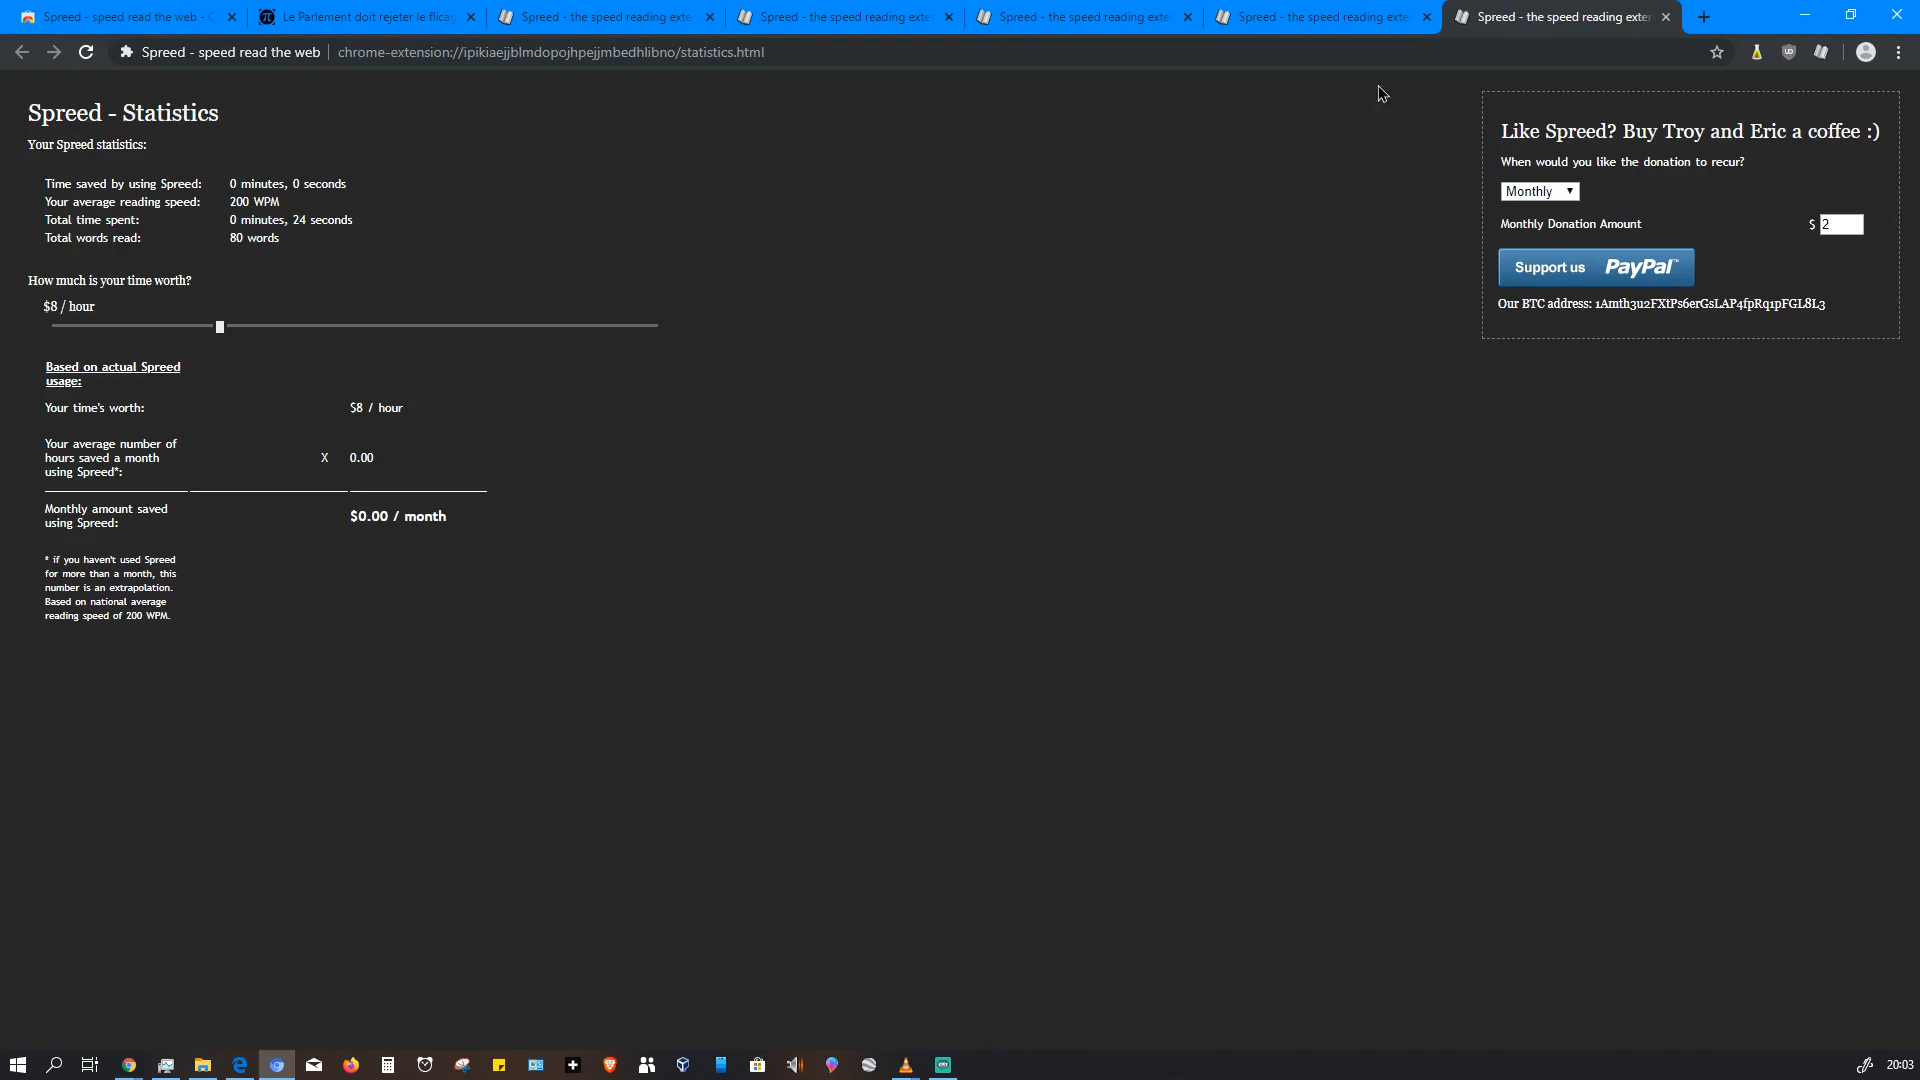 Spreed - speed read the web - C
Le Parlement doit rejeter le flicag
Spreed - the speed reading exte
Spreed - the speed reading exte
Spreed - the speed reading exte
Spreed - the speed reading exte
Spreed - the speed reading exter
Spreed - speed read the web
chrome-extension://ipikiaejjblmdopojhpejjmbedhlibno/statistics.html
Spreed - Statistics
Your Spreed statistics:
Time saved by using Spreed: 0 minutes, 0 seconds
Your average reading speed: 200 WPM
Total time spent: 0 minutes, 24 seconds
Total words read: 80 words
How much is your time worth?
$8 / hour
Based on actual Spreed
usage:
Your time's worth: $8 / hour
Your average number of
hours saved a month
using Spreed*:
X 0.00
Monthly amount saved
using Spreed:
$0.00 / month
* if you haven't used Spreed
for more than a month, this
number is an extrapolation.
Based on national average
reading speed of 200 WPM.
Like Spreed? Buy Troy and Eric a coffee :)
When would you like the donation to recur?
Monthly
Monthly Donation Amount $ 2
Support us PayPal™
Our BTC address: 1Amth3u2FXtPs6erGsLAP4fpRq1pFGL8L3
20:03